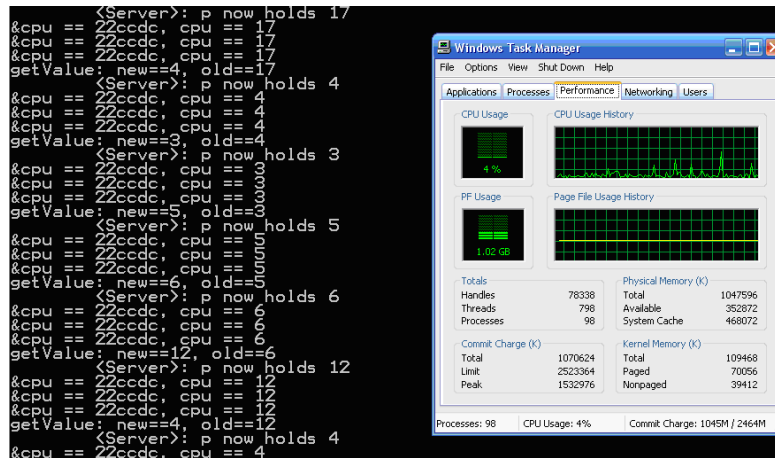 <Server>: p now holds 17
&cpu == 22ccdc, cpu == 17
&cpu == 22ccdc, cpu == 17
&cpu == 22ccdc, cpu == 17
getValue: new==4, old==17
<Server>: p now holds 4
&cpu == 22ccdc, cpu == 4
&cpu == 22ccdc, cpu == 4
&cpu == 22ccdc, cpu == 4
getValue: new==3, old==4
<Server>: p now holds 3
&cpu == 22ccdc, cpu == 3
&cpu == 22ccdc, cpu == 3
&cpu == 22ccdc, cpu == 3
getValue: new==5, old==3
<Server>: p now holds 5
&cpu == 22ccdc, cpu == 5
&cpu == 22ccdc, cpu == 5
&cpu == 22ccdc, cpu == 5
getValue: new==6, old==5
<Server>: p now holds 6
&cpu == 22ccdc, cpu == 6
&cpu == 22ccdc, cpu == 6
&cpu == 22ccdc, cpu == 6
getValue: new==12, old==6
<Server>: p now holds 12
&cpu == 22ccdc, cpu == 12
&cpu == 22ccdc, cpu == 12
&cpu == 22ccdc, cpu == 12
getValue: new==4, old==12
<Server>: p now holds 4
&cpu == 22ccdc, cpu == 4
Windows Task Manager
File Options View Shut Down Help
Applications Processes Performance Networking Users
CPU Usage CPU Usage History
4 %
PF Usage Page File Usage History
1.02 GB
Totals
Handles 78338
Threads 798
Processes 98
Physical Memory (K)
Total 1047596
Available 352872
System Cache 468072
Commit Charge (K)
Total 1070624
Limit 2523364
Peak 1532976
Kernel Memory (K)
Total 109468
Paged 70056
Nonpaged 39412
Processes: 98 CPU Usage: 4% Commit Charge: 1045M / 2464M